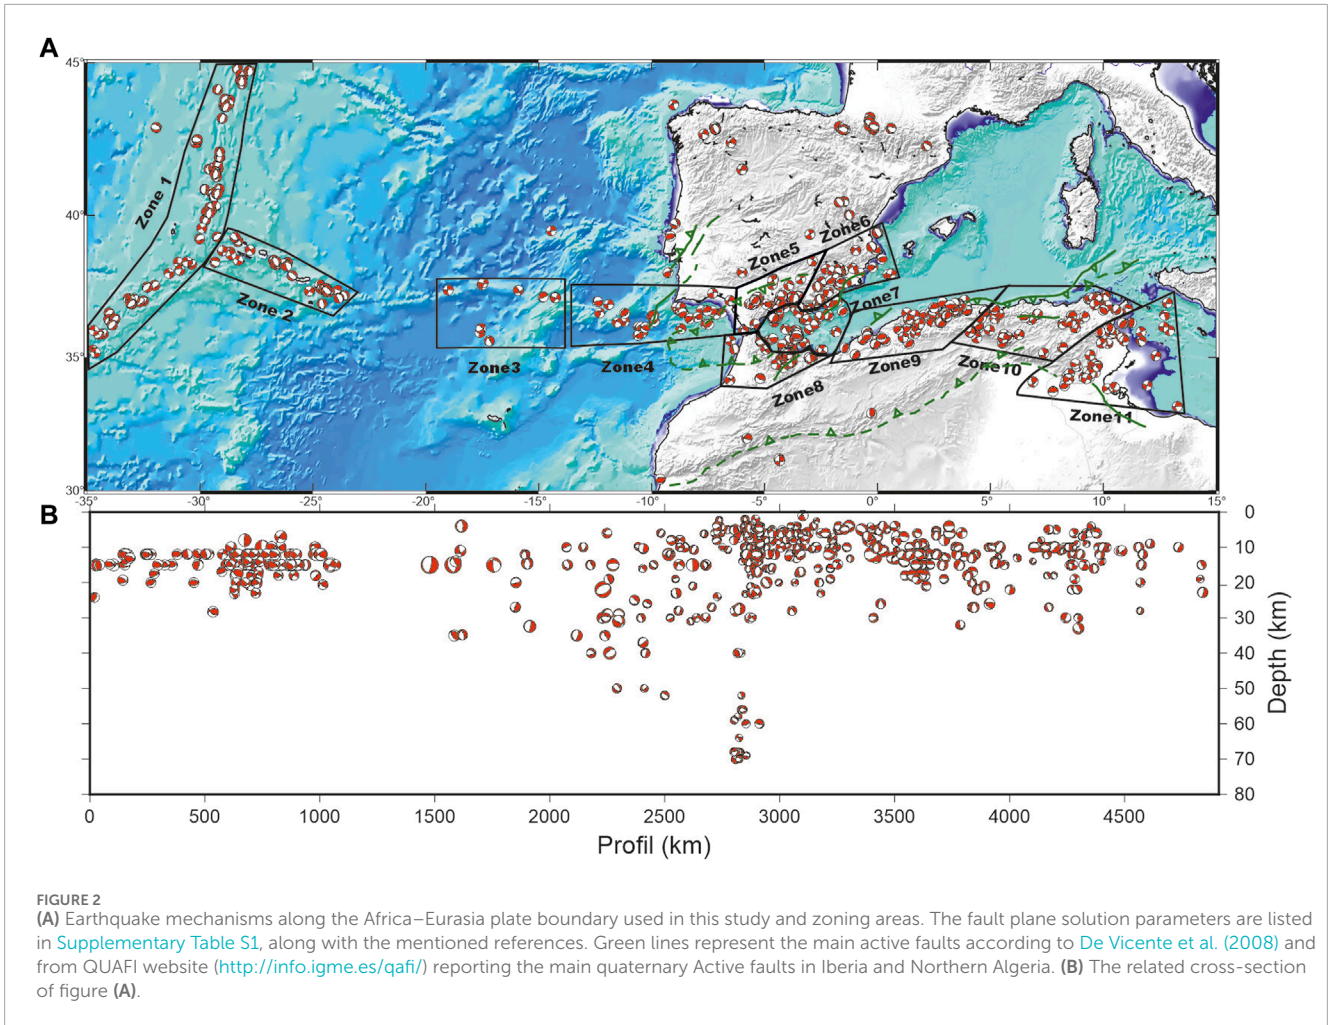 A
45°
40°
35°
30°
Zone 1
Zone 2
Zone3
Zone4
Zone5
Zone6
Zone7
Zone8
Zone9
Zone10
Zone11
-35° -30° -25° -20° -15° -10° -5° 0° 5° 10° 15°
B
0
10
20
30
40
50
60
70
80
Depth (km)
0 500 1000 1500 2000 2500 3000 3500 4000 4500
Profil (km)
FIGURE 2
(A) Earthquake mechanisms along the Africa–Eurasia plate boundary used in this study and zoning areas. The fault plane solution parameters are listed
in Supplementary Table S1, along with the mentioned references. Green lines represent the main active faults according to De Vicente et al. (2008) and
from QUAFI website (http://info.igme.es/qafi/) reporting the main quaternary Active faults in Iberia and Northern Algeria. (B) The related cross-section
of figure (A).